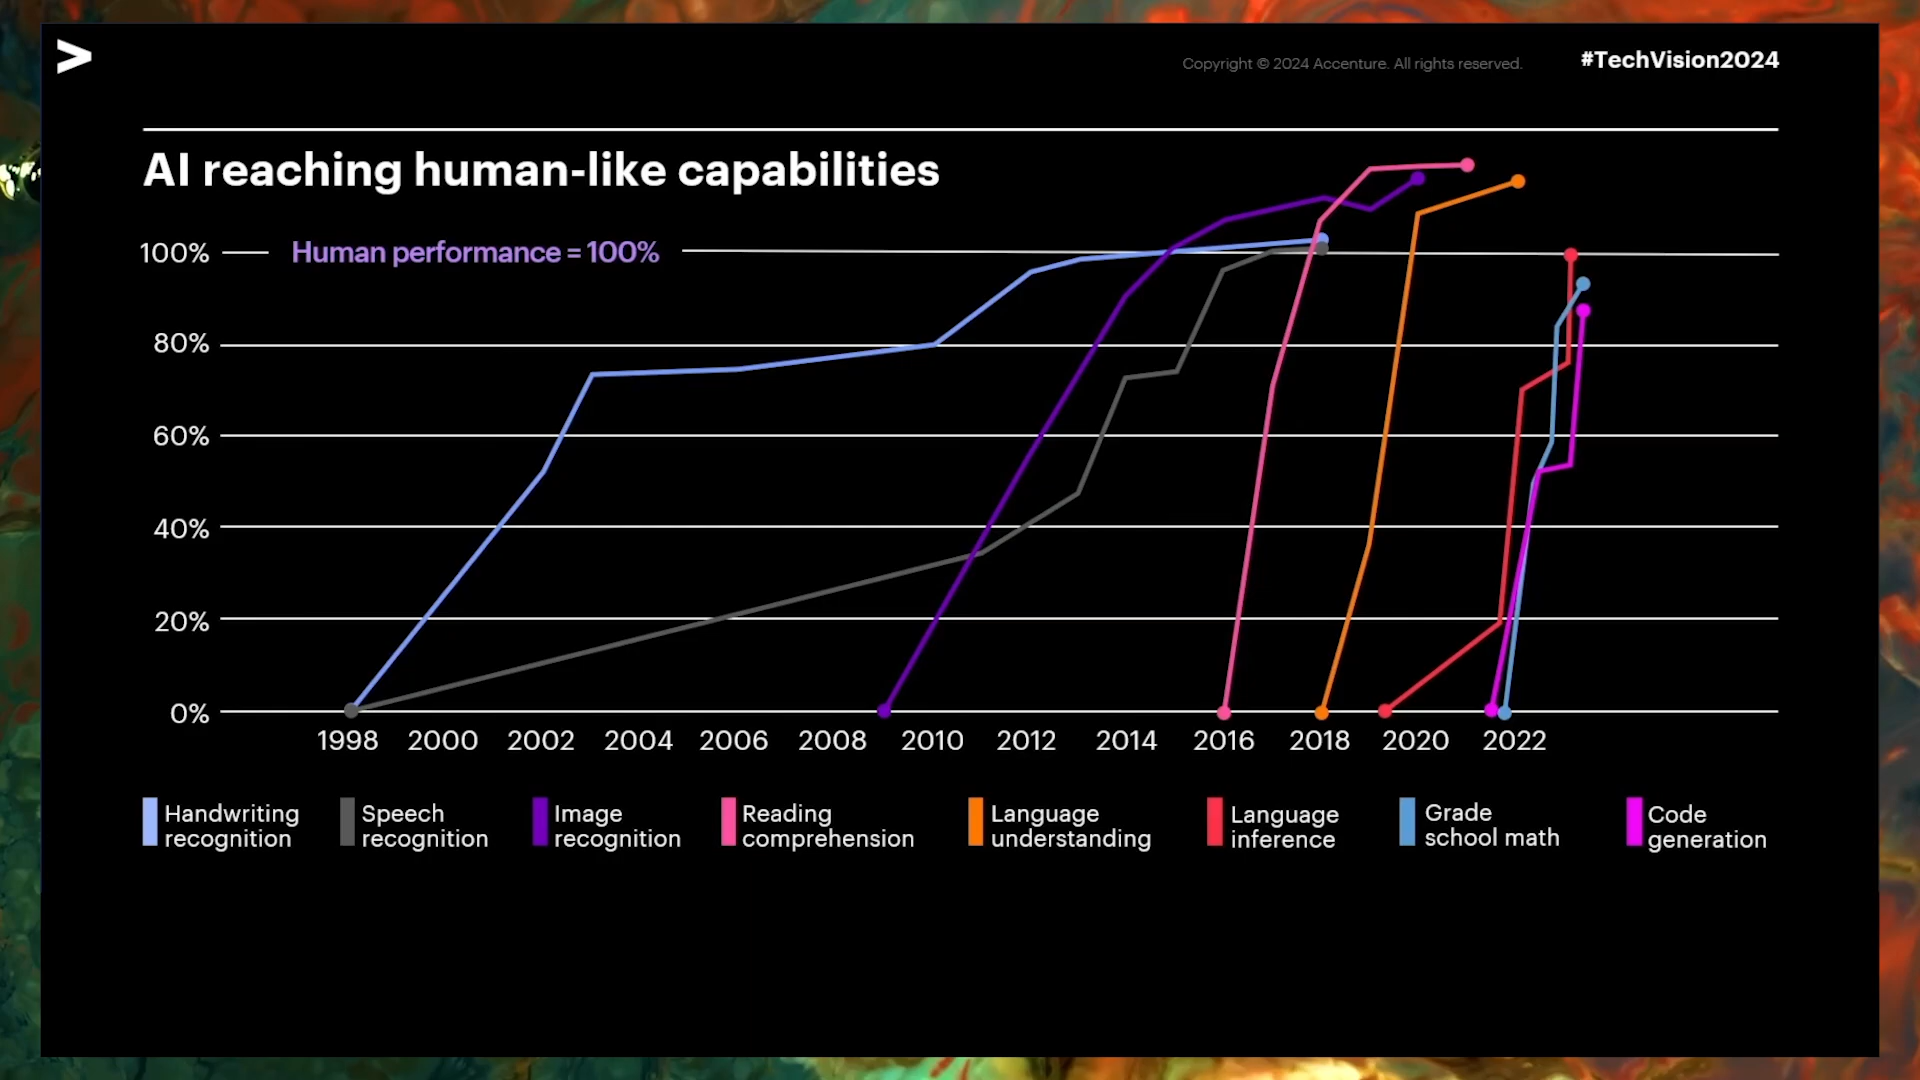 Copyright © 2024 Accenture. All rights reserved.
#TechVision2024
AI reaching human-like capabilities
100%
Human performance = 100%
80%
60%
40%
20%
0%
1998 2000 2002 2004 2006 2008 2010 2012 2014 2016 2018 2020 2022
Handwriting
recognition
Speech
recognition
Image
recognition
Reading
comprehension
Language
understanding
Language
inference
Grade
school math
Code
generation